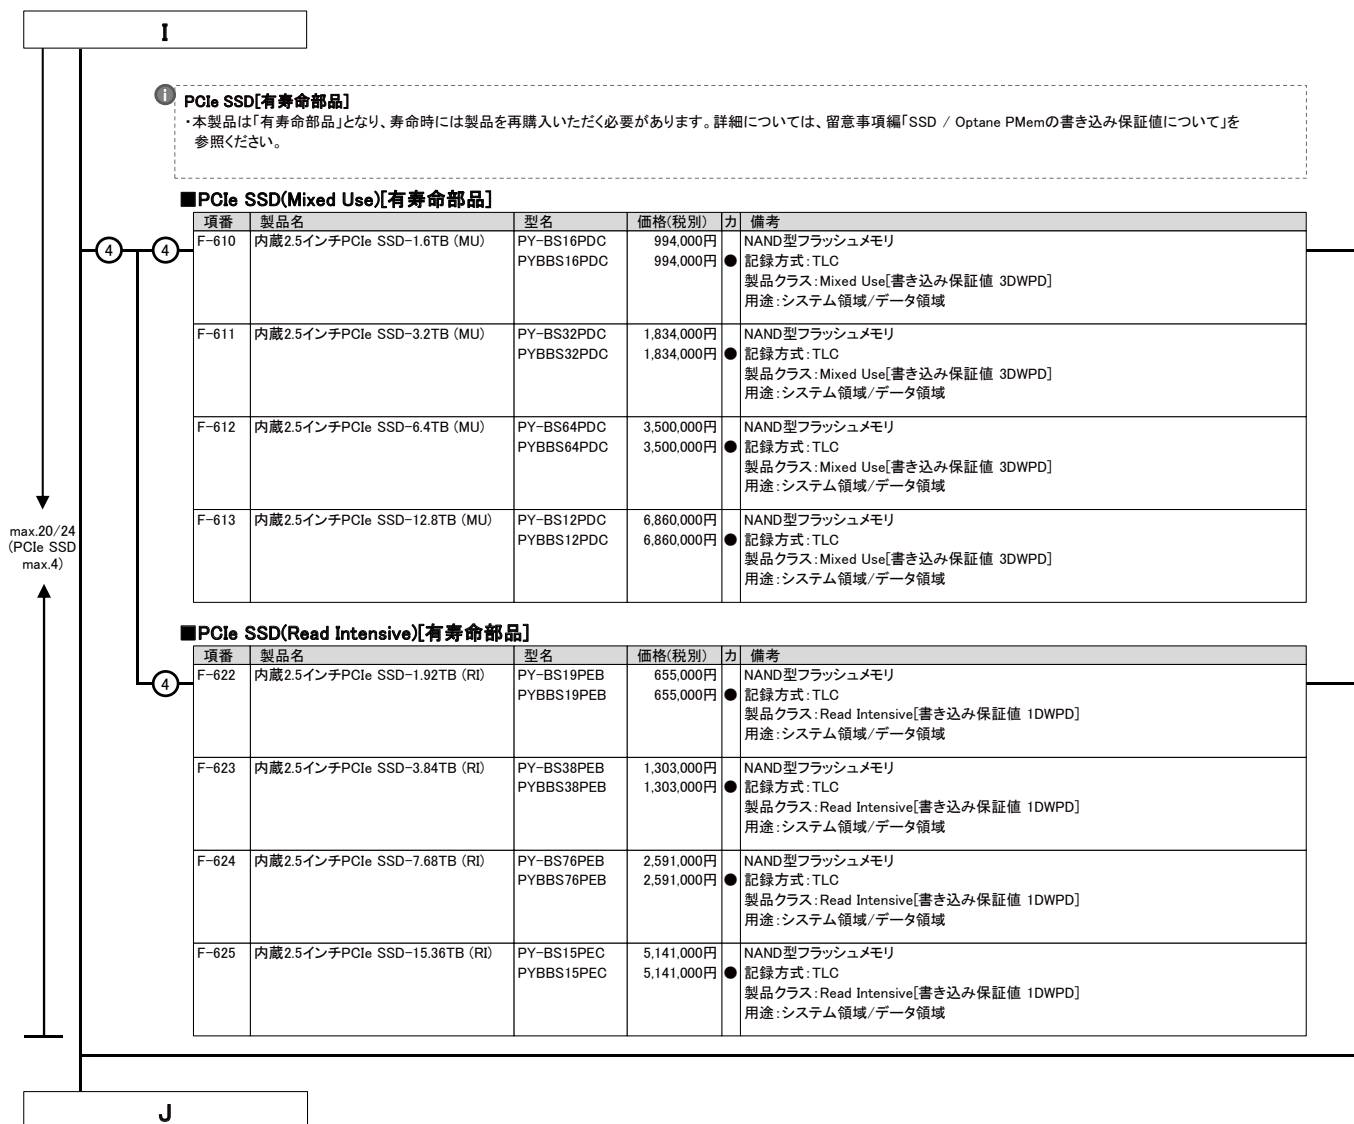 I
PCIe SSD[有寿命部品]
・本製品は「有寿命部品」となり、寿命時には製品を再購入いただく必要があります。詳細については、留意事項編「SSD / Optane PMemの書き込み保証値について」を
参照ください。
■PCIe SSD(Mixed Use)[有寿命部品]
項番 製品名 型名 価格(税別) カ 備考
④ ④ F-610 内蔵2.5インチPCIe SSD-1.6TB (MU) PY-BS16PDC 994,000円 NAND型フラッシュメモリ
PYBBS16PDC 994,000円 ● 記録方式:TLC
製品クラス:Mixed Use[書き込み保証値 3DWPD]
用途:システム領域/データ領域
F-611 内蔵2.5インチPCIe SSD-3.2TB (MU) PY-BS32PDC 1,834,000円 NAND型フラッシュメモリ
PYBBS32PDC 1,834,000円 ● 記録方式:TLC
製品クラス:Mixed Use[書き込み保証値 3DWPD]
用途:システム領域/データ領域
F-612 内蔵2.5インチPCIe SSD-6.4TB (MU) PY-BS64PDC 3,500,000円 NAND型フラッシュメモリ
PYBBS64PDC 3,500,000円 ● 記録方式:TLC
製品クラス:Mixed Use[書き込み保証値 3DWPD]
用途:システム領域/データ領域
F-613 内蔵2.5インチPCIe SSD-12.8TB (MU) PY-BS12PDC 6,860,000円 NAND型フラッシュメモリ
PYBBS12PDC 6,860,000円 ● 記録方式:TLC
製品クラス:Mixed Use[書き込み保証値 3DWPD]
用途:システム領域/データ領域
max.20/24
(PCIe SSD
max.4)
■PCIe SSD(Read Intensive)[有寿命部品]
項番 製品名 型名 価格(税別) カ 備考
④ F-622 内蔵2.5インチPCIe SSD-1.92TB (RI) PY-BS19PEB 655,000円 NAND型フラッシュメモリ
PYBBS19PEB 655,000円 ● 記録方式:TLC
製品クラス:Read Intensive[書き込み保証値 1DWPD]
用途:システム領域/データ領域
F-623 内蔵2.5インチPCIe SSD-3.84TB (RI) PY-BS38PEB 1,303,000円 NAND型フラッシュメモリ
PYBBS38PEB 1,303,000円 ● 記録方式:TLC
製品クラス:Read Intensive[書き込み保証値 1DWPD]
用途:システム領域/データ領域
F-624 内蔵2.5インチPCIe SSD-7.68TB (RI) PY-BS76PEB 2,591,000円 NAND型フラッシュメモリ
PYBBS76PEB 2,591,000円 ● 記録方式:TLC
製品クラス:Read Intensive[書き込み保証値 1DWPD]
用途:システム領域/データ領域
F-625 内蔵2.5インチPCIe SSD-15.36TB (RI) PY-BS15PEC 5,141,000円 NAND型フラッシュメモリ
PYBBS15PEC 5,141,000円 ● 記録方式:TLC
製品クラス:Read Intensive[書き込み保証値 1DWPD]
用途:システム領域/データ領域
J